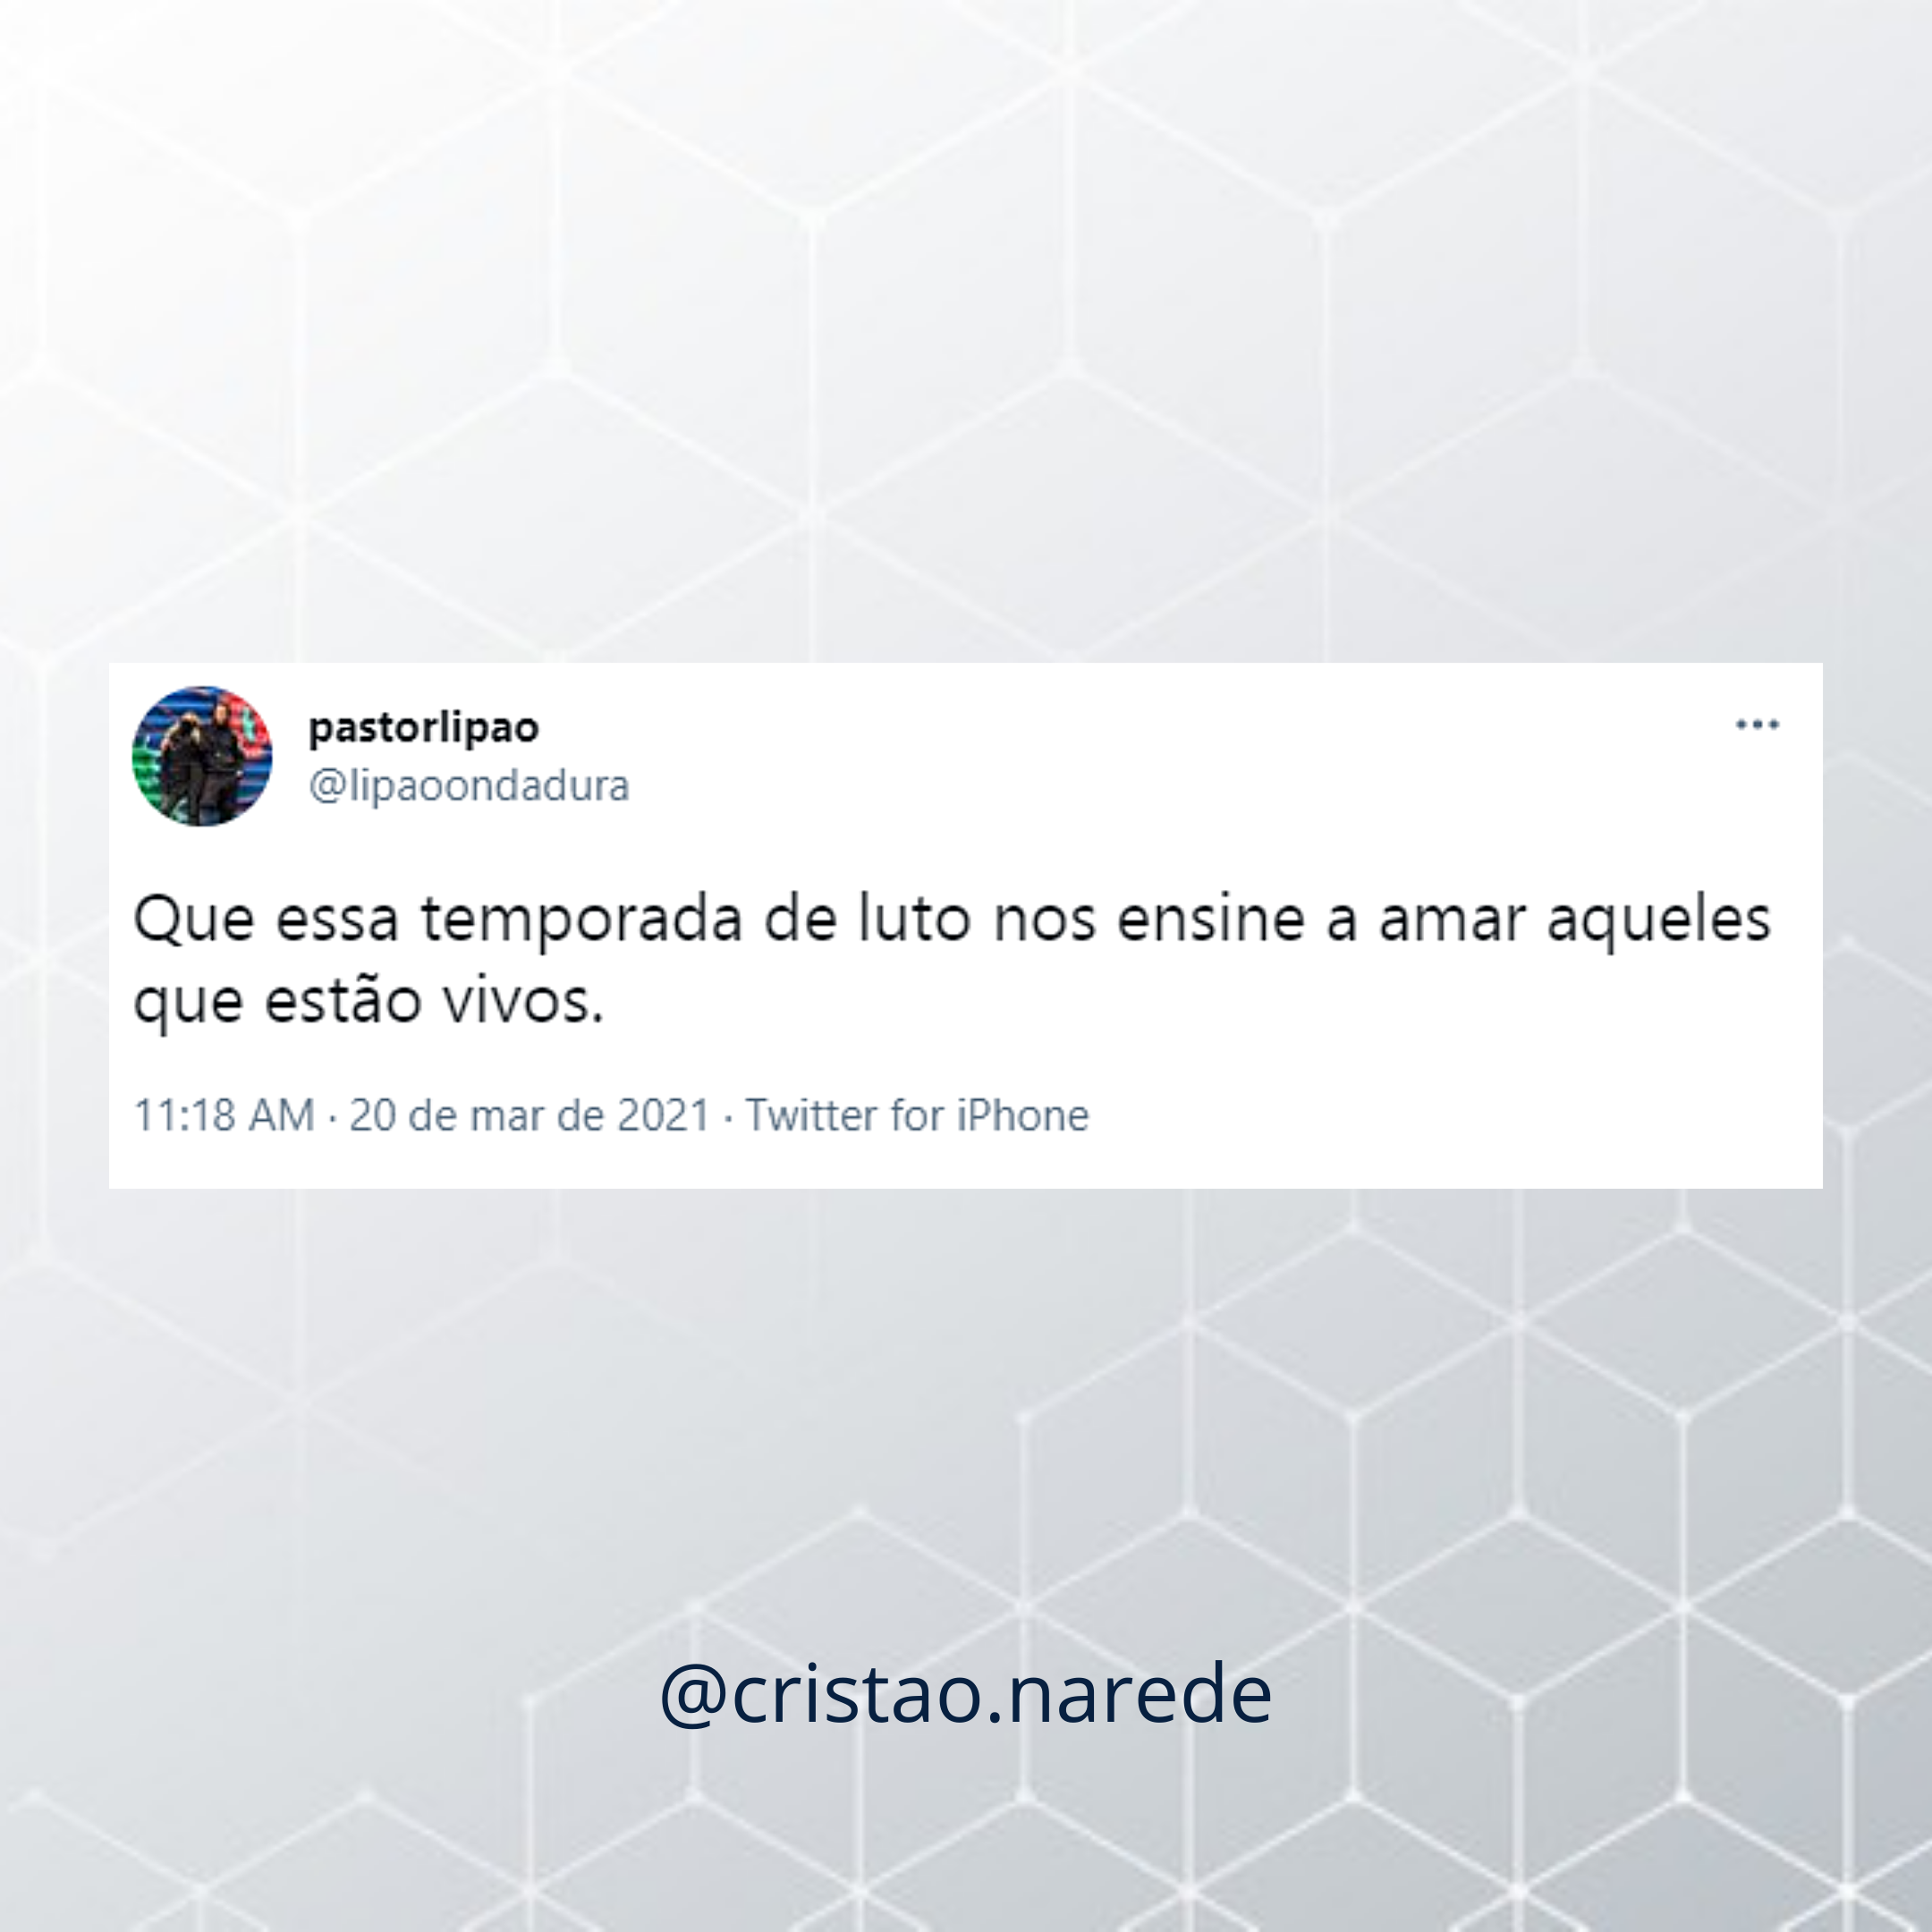 pastorlipao
@lipaoondadura
Que essa temporada de luto nos ensine a amar aqueles
que estão vivos.
11:18 AM · 20 de mar de 2021 · Twitter for iPhone
@cristao.narede